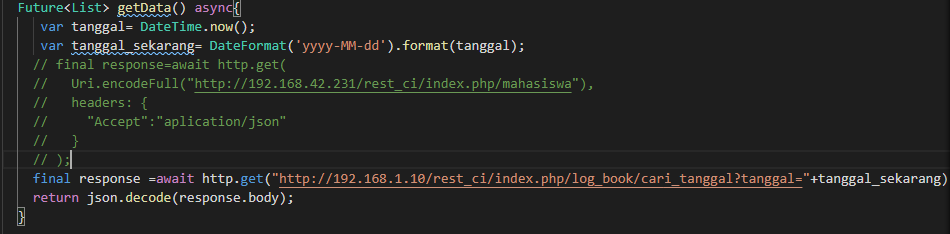 Future<List> getData() async{
var tanggal= DateTime.now();
var tanggal_sekarang= DateFormat('yyyy-MM-dd').format(tanggal);
// final response=await http.get(
//   Uri.encodeFull("http://192.168.42.231/rest_ci/index.php/mahasiswa"),
//   headers: {
//     "Accept":"aplication/json"
//   }
// );
final response =await http.get("http://192.168.1.10/rest_ci/index.php/log_book/cari_tanggal?tanggal="+tanggal_sekarang)
return json.decode(response.body);
}